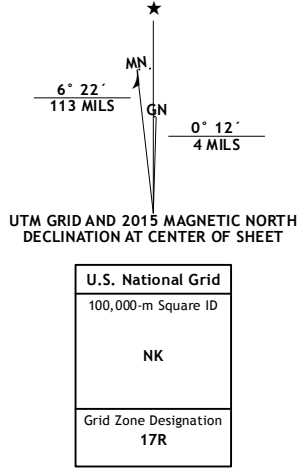 ★
MN
6° 22´
113 MILS
GN
0° 12´
4 MILS
UTM GRID AND 2015 MAGNETIC NORTH
DECLINATION AT CENTER OF SHEET
U.S. National Grid
100,000-m Square ID
NK
Grid Zone Designation
17R